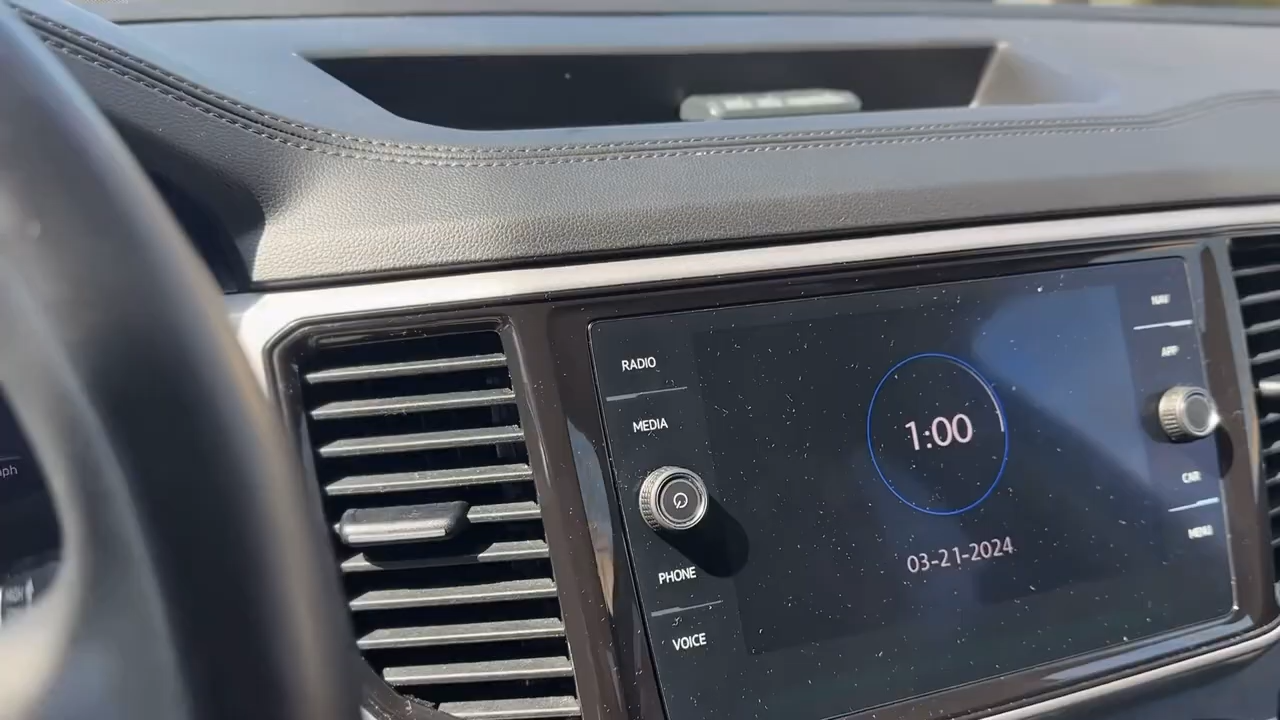 RADIO
MEDIA
PHONE
VOICE
1:00
03-21-2024
NAV
APP
CAR
MENU